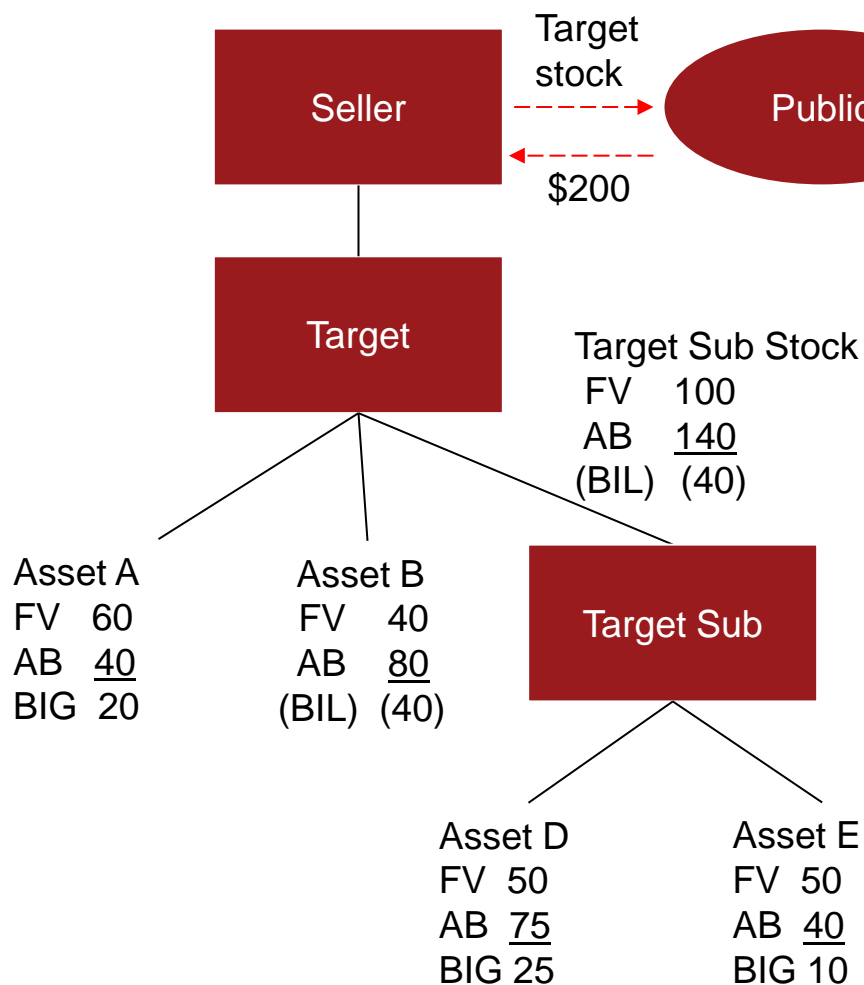 Target
stock
Seller
Public
$200
Target
Target Sub Stock
FV 100
AB 140
(BIL) (40)
Asset A
FV 60
AB 40
BIG 20
Asset B
FV 40
AB 80
(BIL) (40)
Target Sub
Asset D
FV 50
AB 75
BIG 25
Asset E
FV 50
AB 40
BIG 10